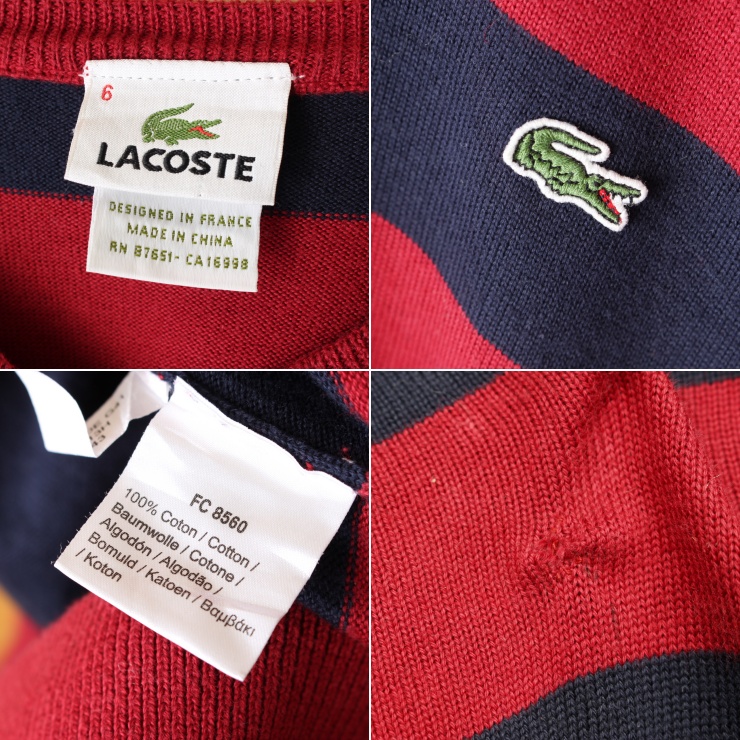 6
LACOSTE
DESIGNED IN FRANCE
MADE IN CHINA
RN 87651- CA16998
FC 8560
100% Coton / Cotton /
Baumwolle / Cotone /
Algodón / Algodão /
Bomuld / Katoen / Βαμβάκι
/ Koton